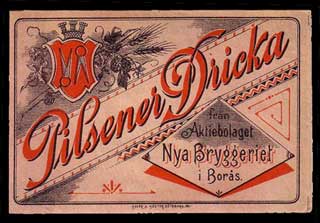 Pilsener Dricka
från
Aktiebolaget
Nya Bryggeriet
i Borås.